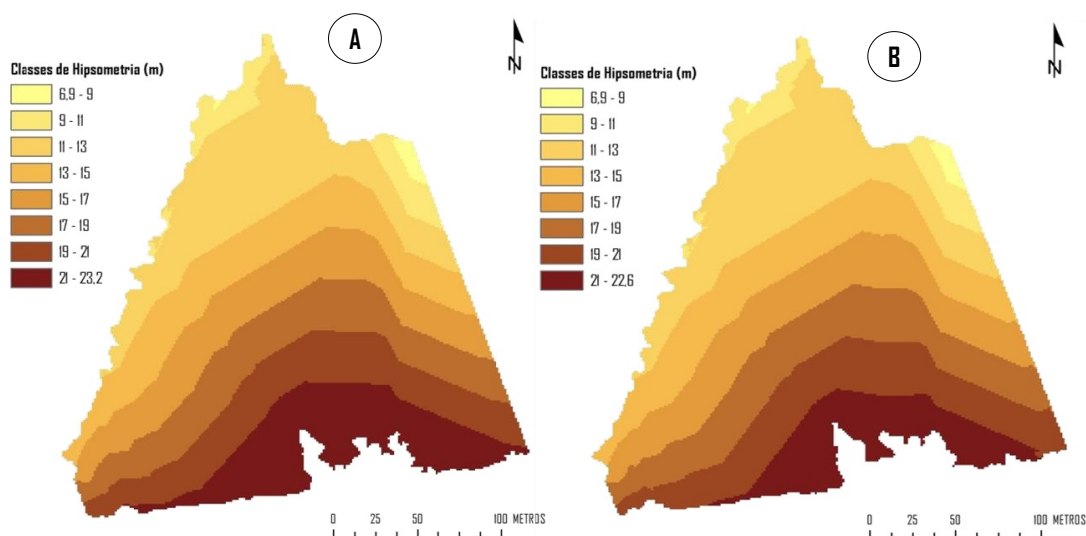 A
N
Classes de Hipsometria (m)
6,9 - 9
9 - 11
11 - 13
13 - 15
15 - 17
17 - 19
19 - 21
21 - 23,2
0 25 50 100 METROS
B
N
Classes de Hipsometria (m)
6,9 - 9
9 - 11
11 - 13
13 - 15
15 - 17
17 - 19
19 - 21
21 - 22,6
0 25 50 100 METROS